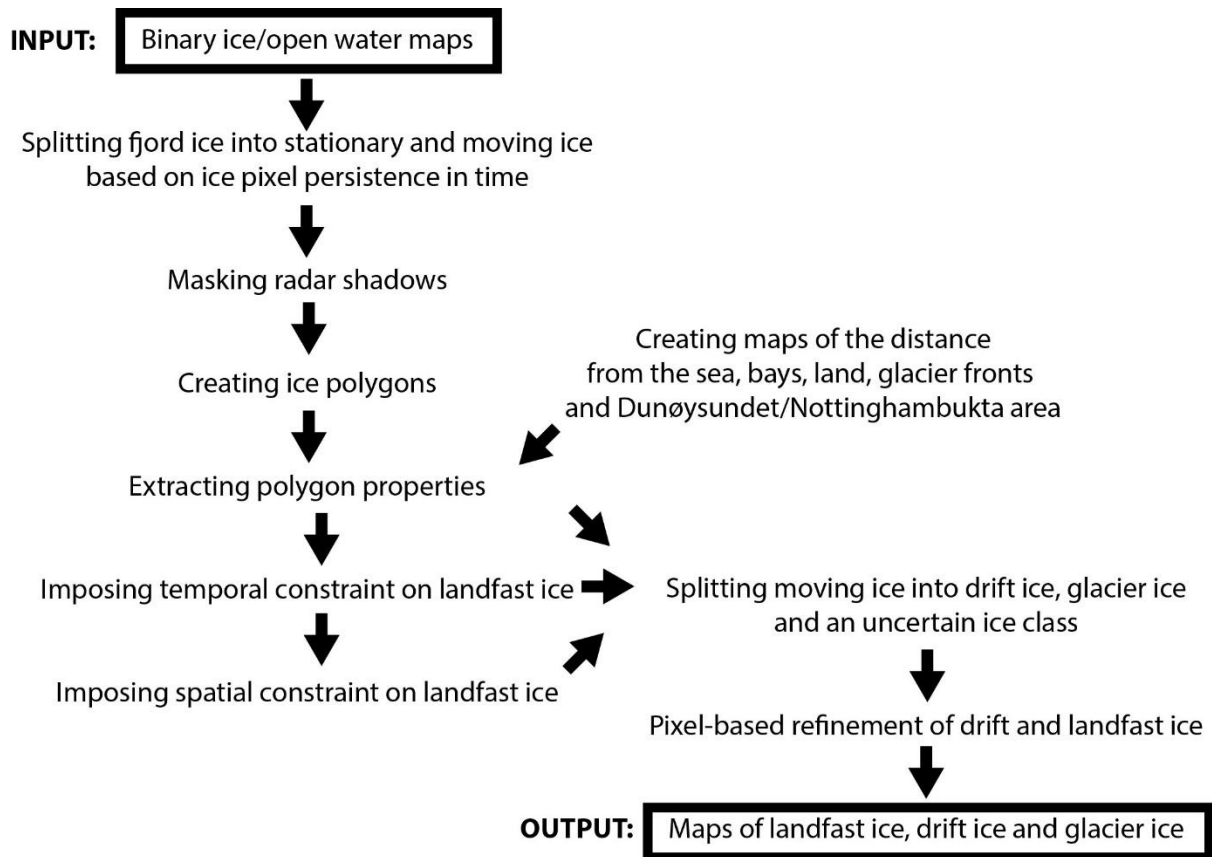 INPUT: Binary ice/open water maps
Splitting fjord ice into stationary and moving ice
based on ice pixel persistence in time
Masking radar shadows
Creating ice polygons
Creating maps of the distance
from the sea, bays, land, glacier fronts
and Dunøysundet/Nottinghambukta area
Extracting polygon properties
Imposing temporal constraint on landfast ice
Imposing spatial constraint on landfast ice
Splitting moving ice into drift ice, glacier ice
and an uncertain ice class
Pixel-based refinement of drift and landfast ice
OUTPUT: Maps of landfast ice, drift ice and glacier ice